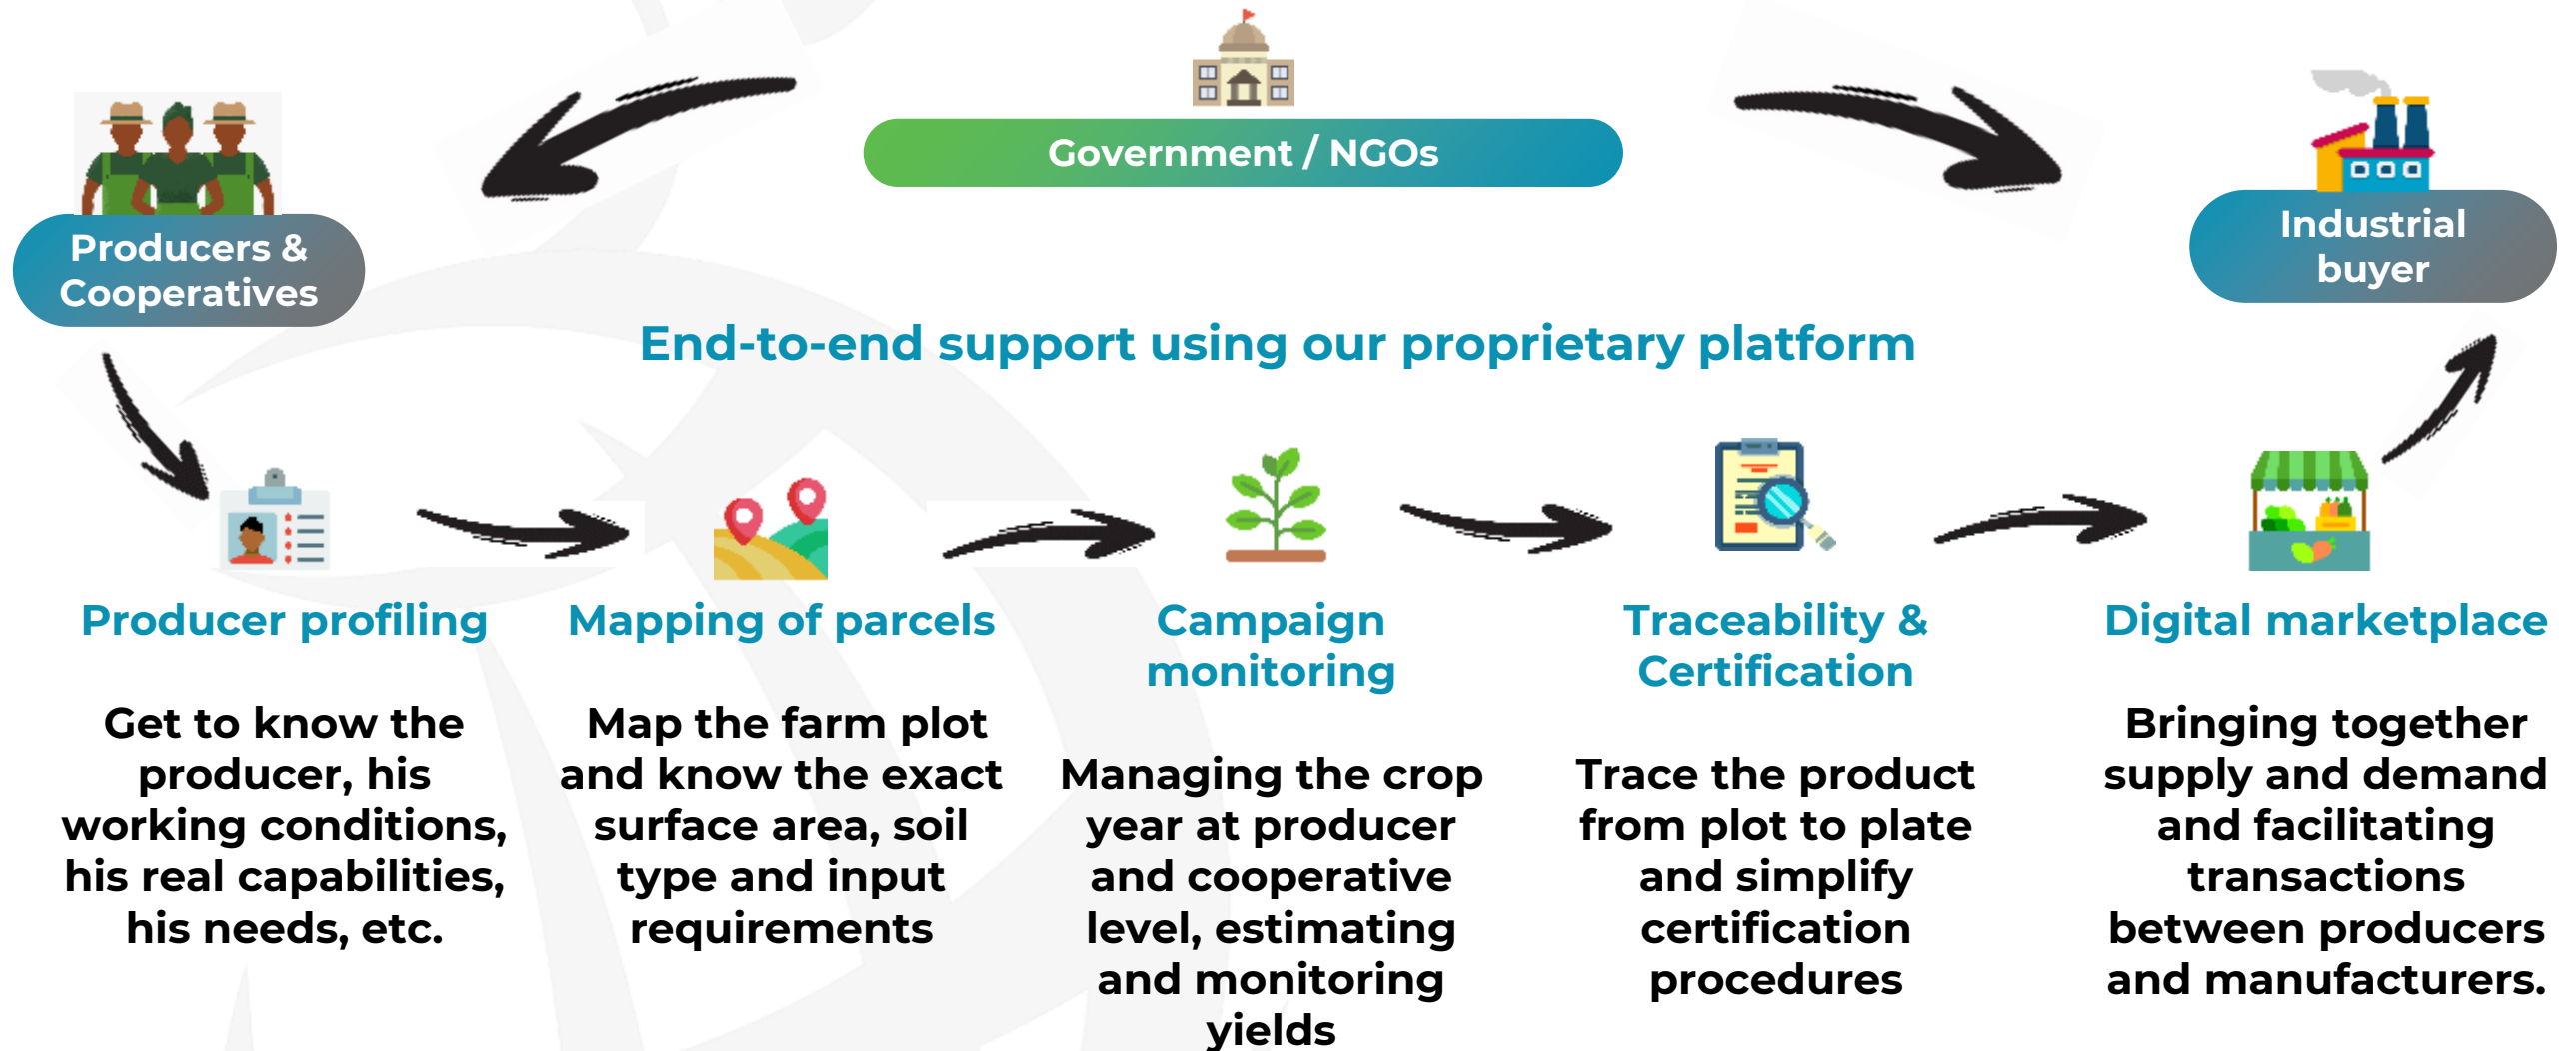 Government / NGOs
Producers &
Cooperatives
Industrial
buyer
End-to-end support using our proprietary platform
Producer profiling
Get to know the
producer, his
working conditions,
his real capabilities,
his needs, etc.
Mapping of parcels
Map the farm plot
and know the exact
surface area, soil
type and input
requirements
Campaign
monitoring
Managing the crop
year at producer
and cooperative
level, estimating
and monitoring
yields
Traceability &
Certification
Trace the product
from plot to plate
and simplify
certification
procedures
Digital marketplace
Bringing together
supply and demand
and facilitating
transactions
between producers
and manufacturers.